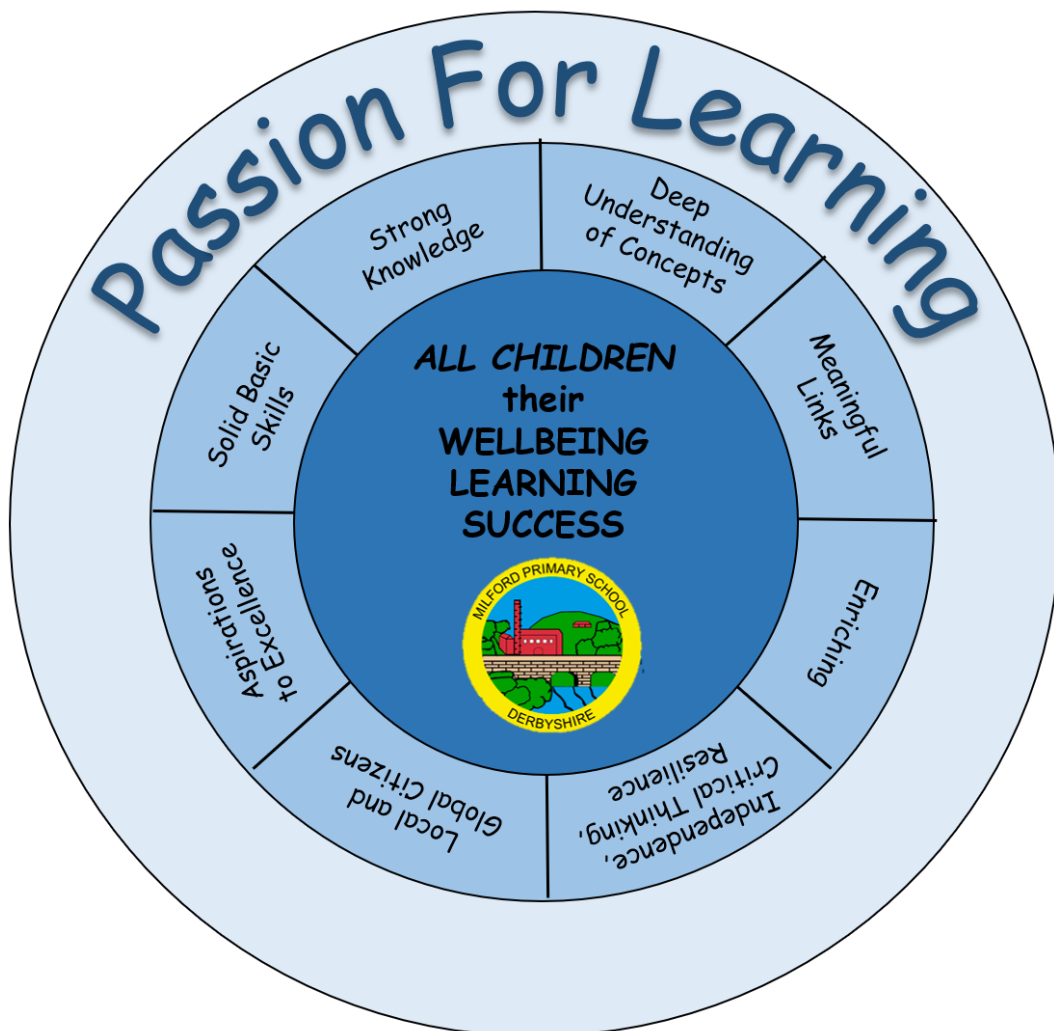 Passion For Learning
Strong
Knowledge
Deep
Understanding
of Concepts
Meaningful
Links
Enriching
Independence,
Critical Thinking,
Resilience
Local and
Global Citizens
Aspirations
to Excellence
Solid Basic
Skills
ALL CHILDREN
their
WELLBEING
LEARNING
SUCCESS
MILFORD PRIMARY SCHOOL
DERBYSHIRE